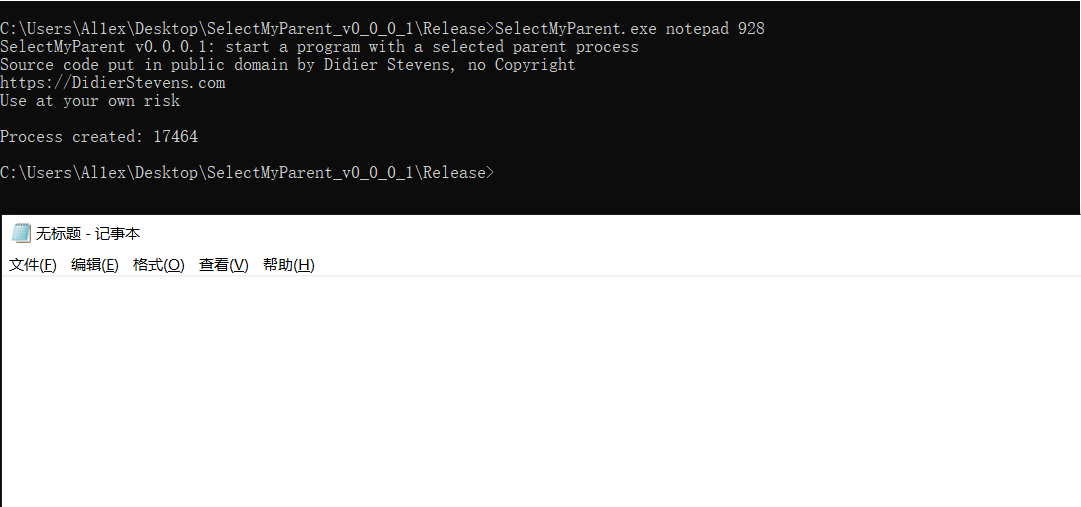 C:\Users\Al1ex\Desktop\SelectMyParent_v0_0_0_1\Release>SelectMyParent.exe notepad 928
SelectMyParent v0.0.0.1: start a program with a selected parent process
Source code put in public domain by Didier Stevens, no Copyright
https://DidierStevens.com
Use at your own risk
Process created: 17464
C:\Users\Al1ex\Desktop\SelectMyParent_v0_0_0_1\Release>
无标题 - 记事本
文件(F) 编辑(E) 格式(O) 查看(V) 帮助(H)